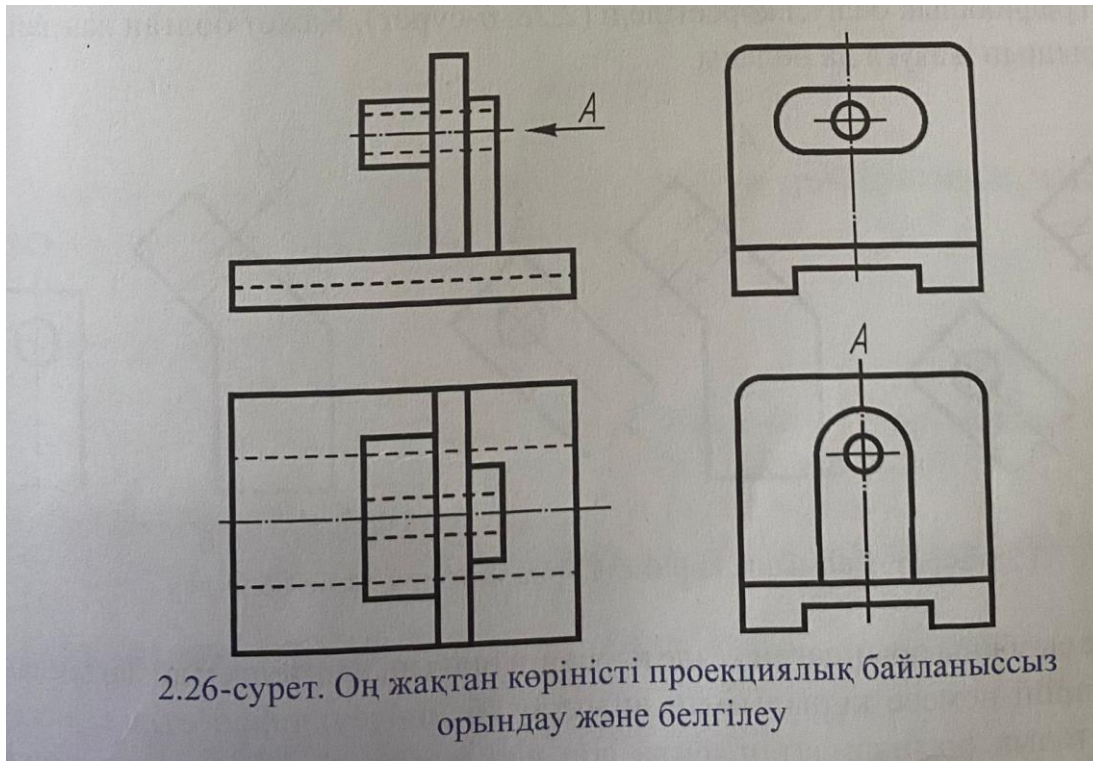 A
A
2.26-сурет. Оң жақтан көріністі проекциялық байланыссыз
орындау және белгілеу